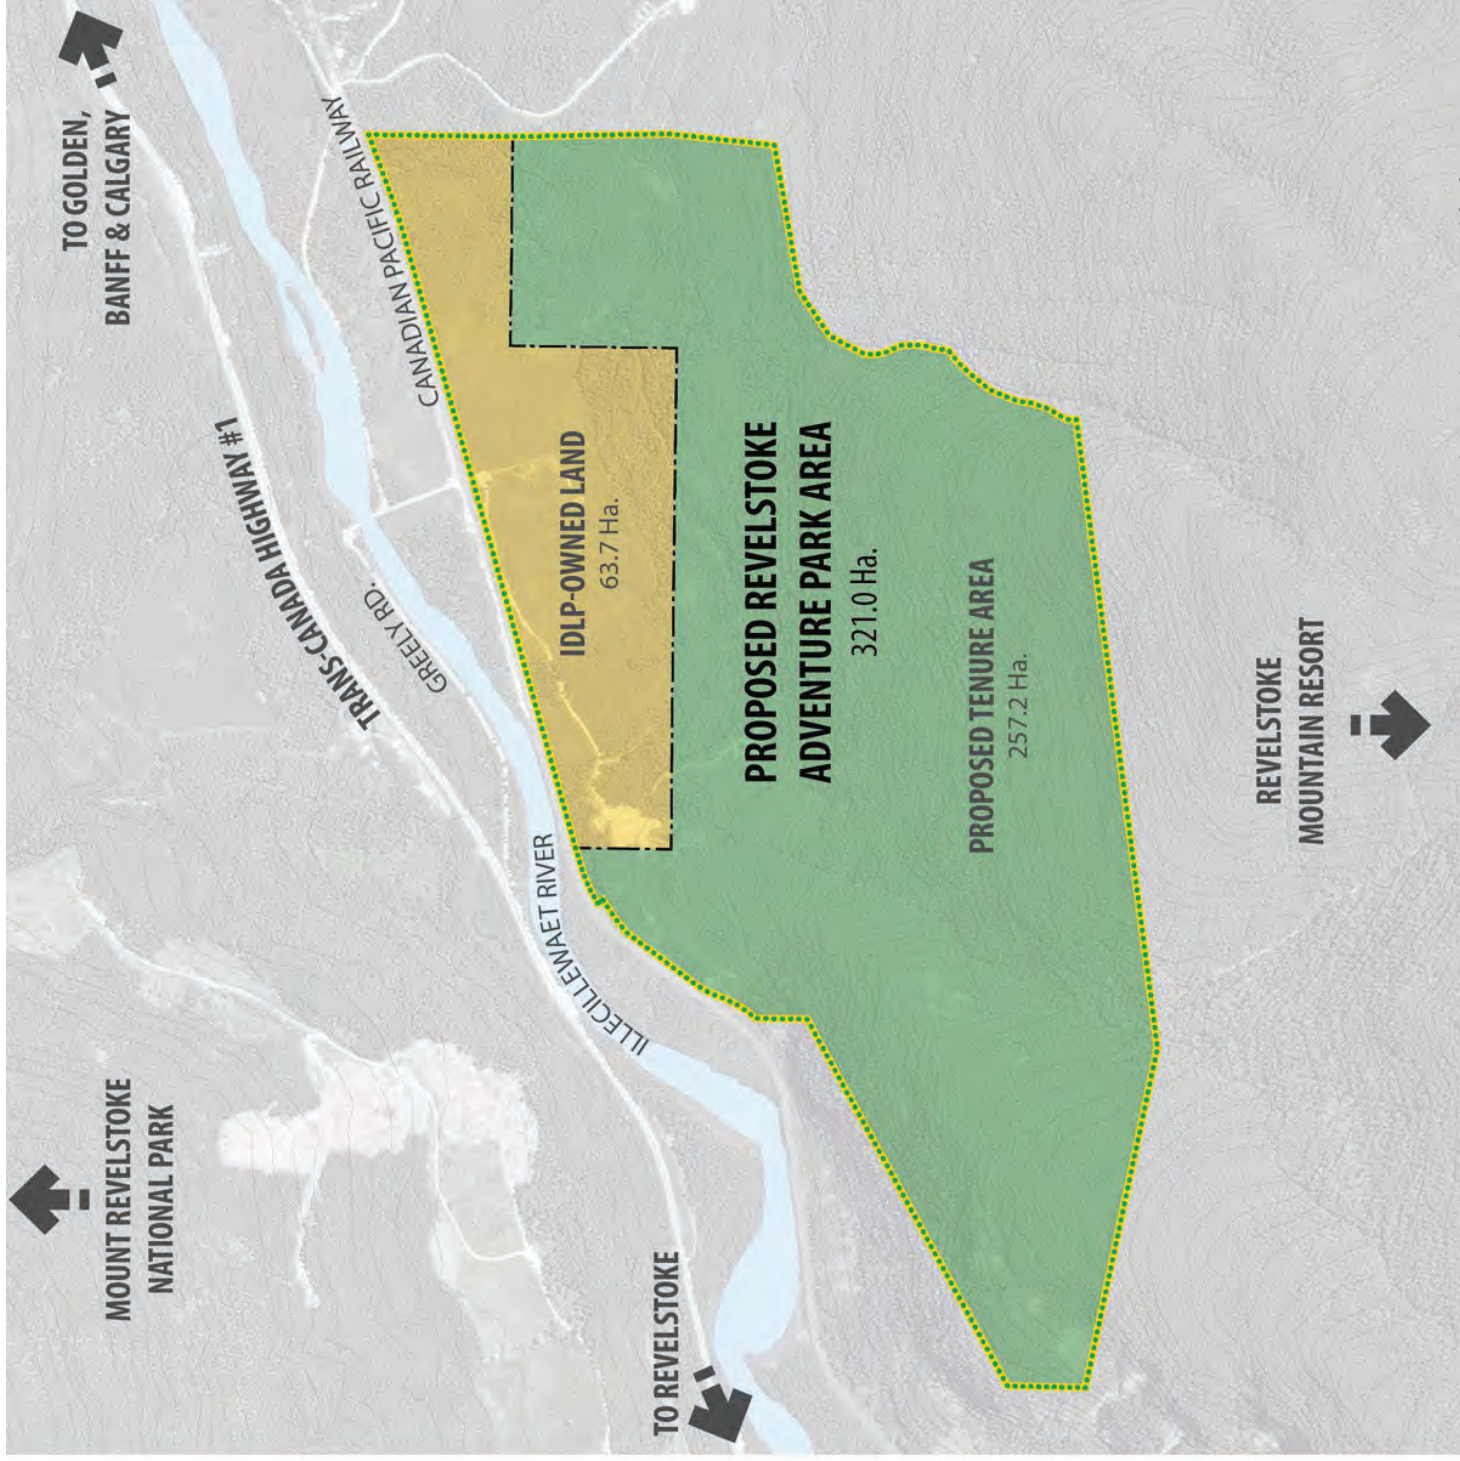 TO GOLDEN,
BANFF & CALGARY
CANADIAN PACIFIC RAILWAY
TRANS-CANADA HIGHWAY #1
GREELY RD.
IDLP-OWNED LAND
63.7 Ha.
PROPOSED REVELSTOKE
ADVENTURE PARK AREA
321.0 Ha.
PROPOSED TENURE AREA
257.2 Ha.
REVELSTOKE
MOUNTAIN RESORT
ILLECILLEWAET RIVER
MOUNT REVELSTOKE
NATIONAL PARK
TO REVELSTOKE